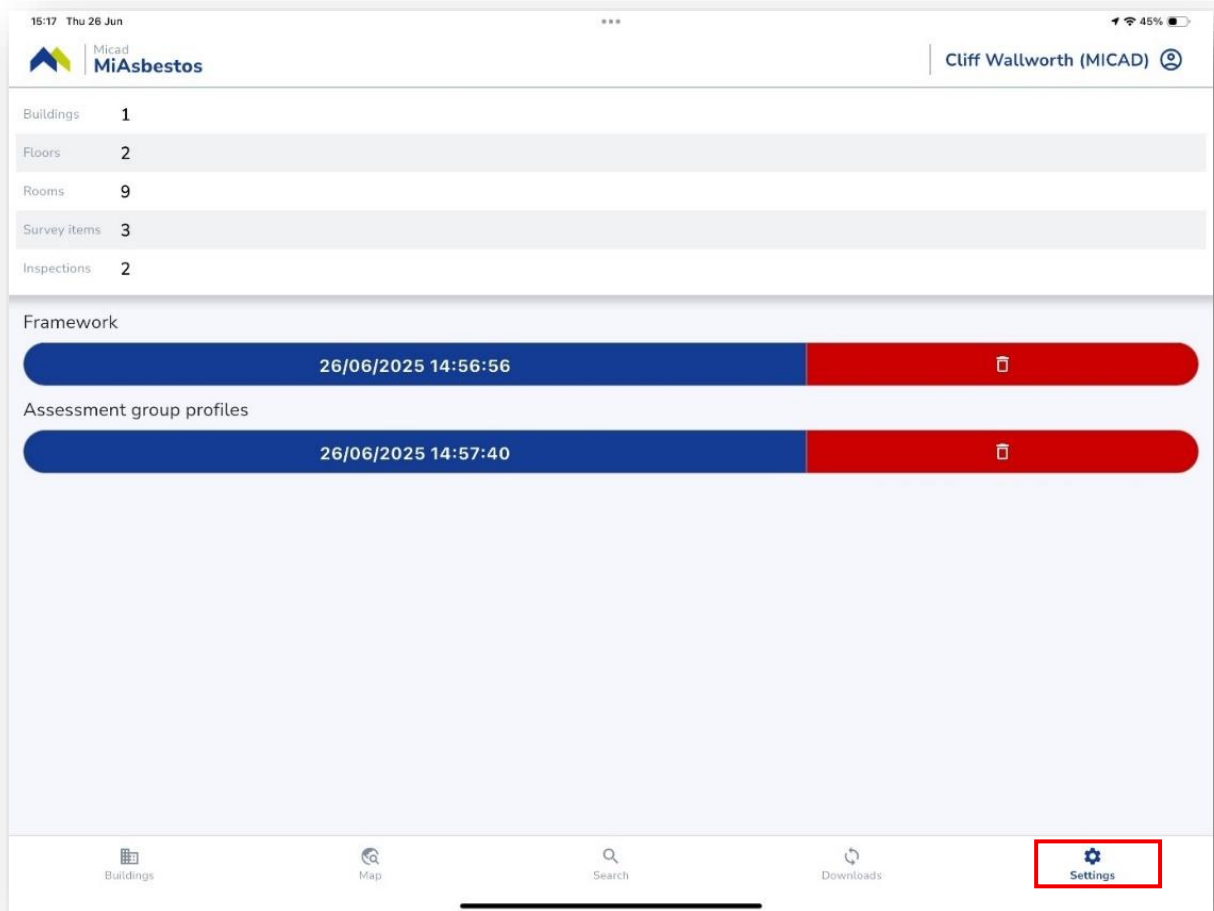 15:17 Thu 26 Jun
45%
Micad
MiAsbestos
Cliff Wallworth (MICAD)
Buildings 1
Floors 2
Rooms 9
Survey items 3
Inspections 2
Framework
26/06/2025 14:56:56
Assessment group profiles
26/06/2025 14:57:40
Buildings Map Search Downloads Settings